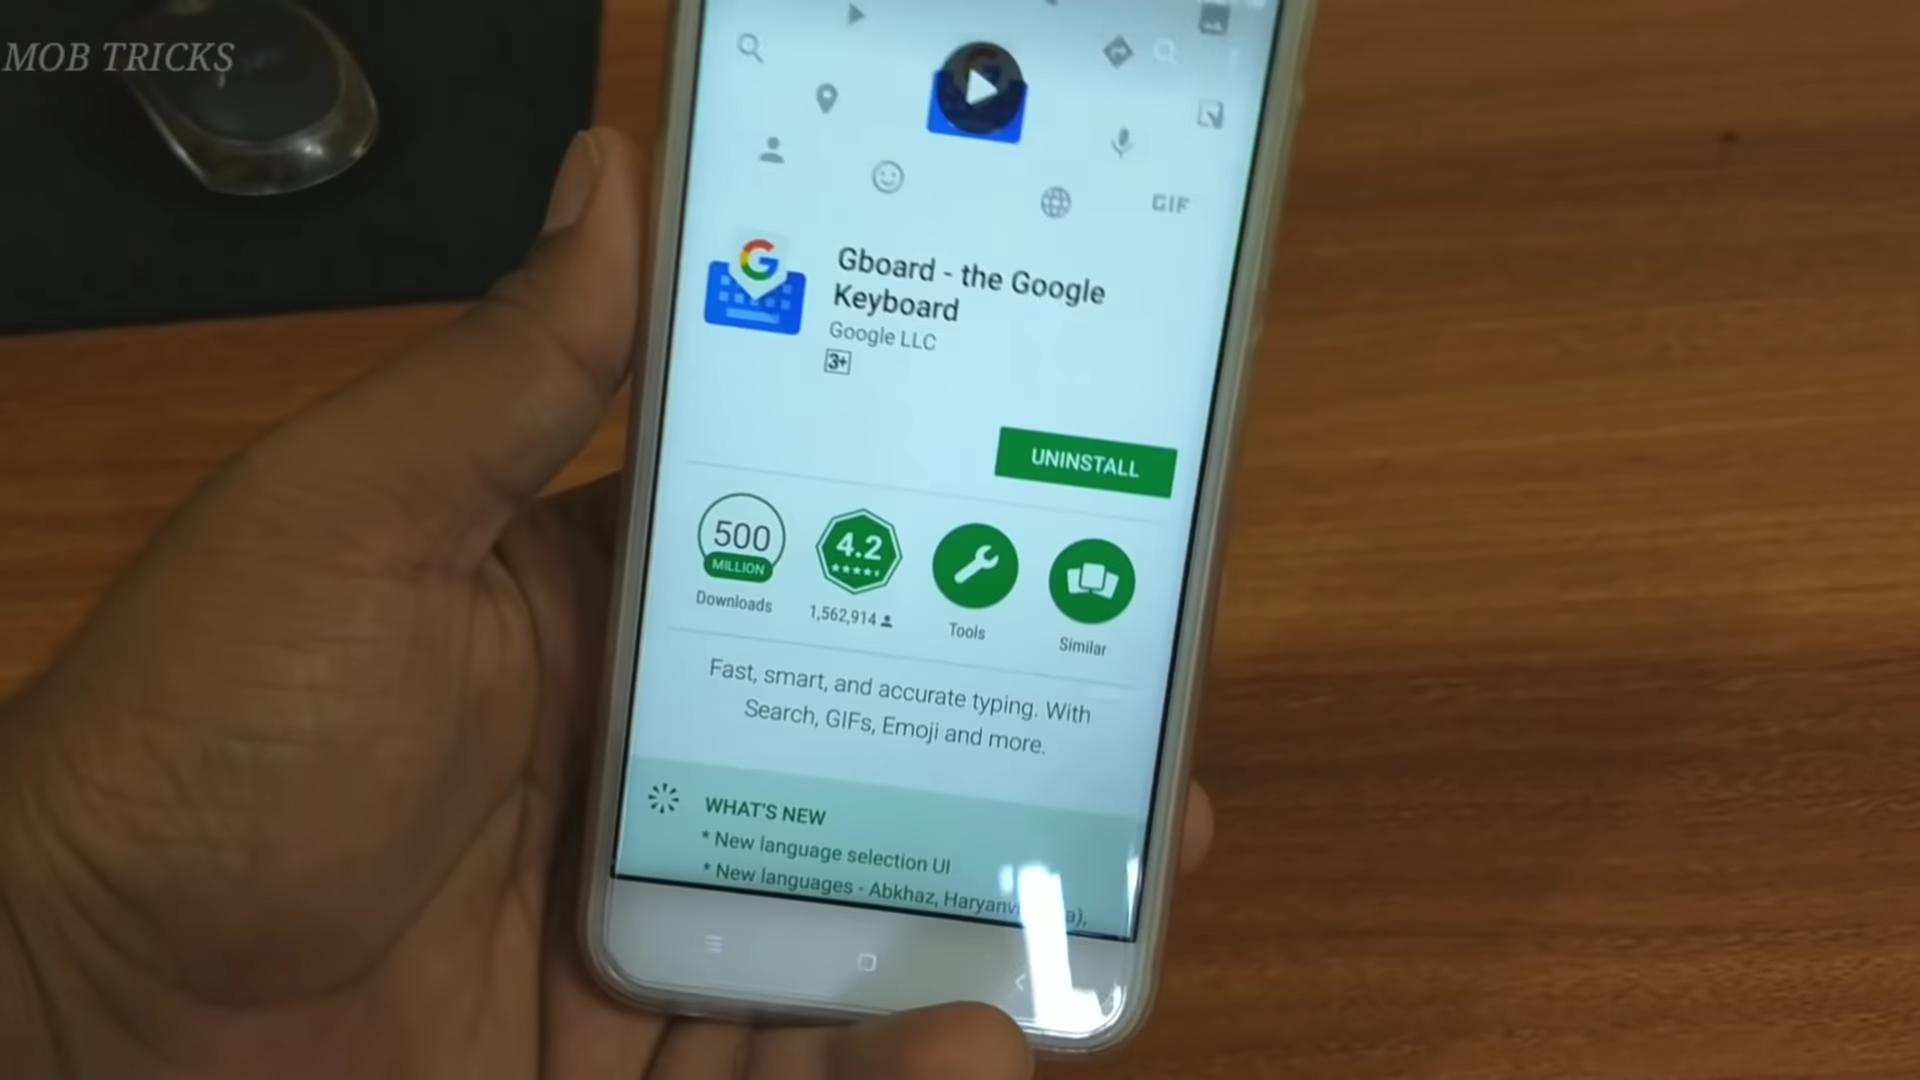 MOB TRICKS
GIF
Gboard - the Google
Keyboard
Google LLC
3+
UNINSTALL
500
MILLION
Downloads
4.2
1,562,914
Tools
Similar
Fast, smart, and accurate typing. With
Search, GIFs, Emoji and more.
WHAT'S NEW
* New language selection UI
* New languages - Abkhaz,